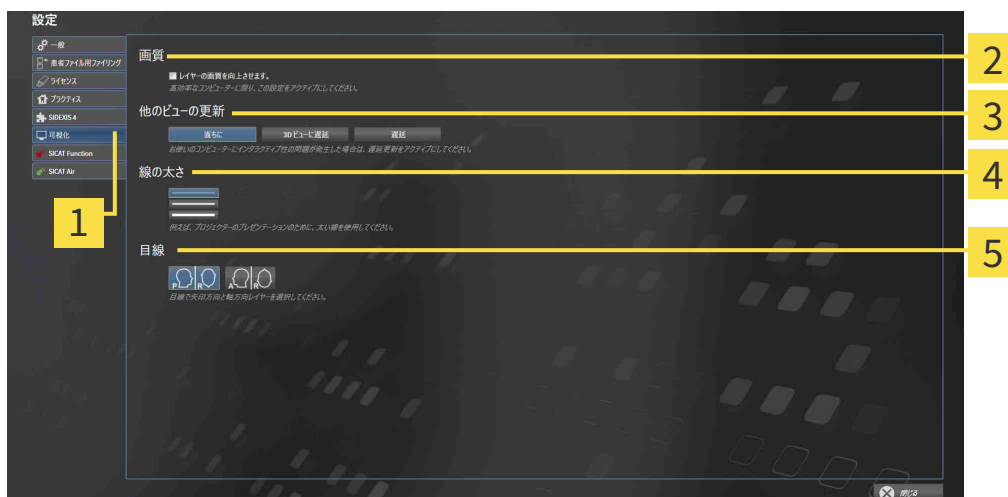 設定
一般
患者ファイル用ファイリング
ライセンス
プラクティス
SIDEXIS 4
可視化
SICAT Function
SICAT Air
1
画質
2
レイヤーの画質を向上させます。
高効率なコンピューターに限り、この設定をアクティブにしてください。
他のビューの更新
3
直ちに
3D ビューに遅延
遅延
お使いのコンピューターにインタラクティブ性の問題が発生した場合は、遅延更新をアクティブにしてください。
線の太さ
4
例えば、プロジェクターのプレゼンテーションのために、太い線を使用してください。
目線
5
P R
A R
目線で矢印方向と軸方向レイヤーを選択してください。
閉じる